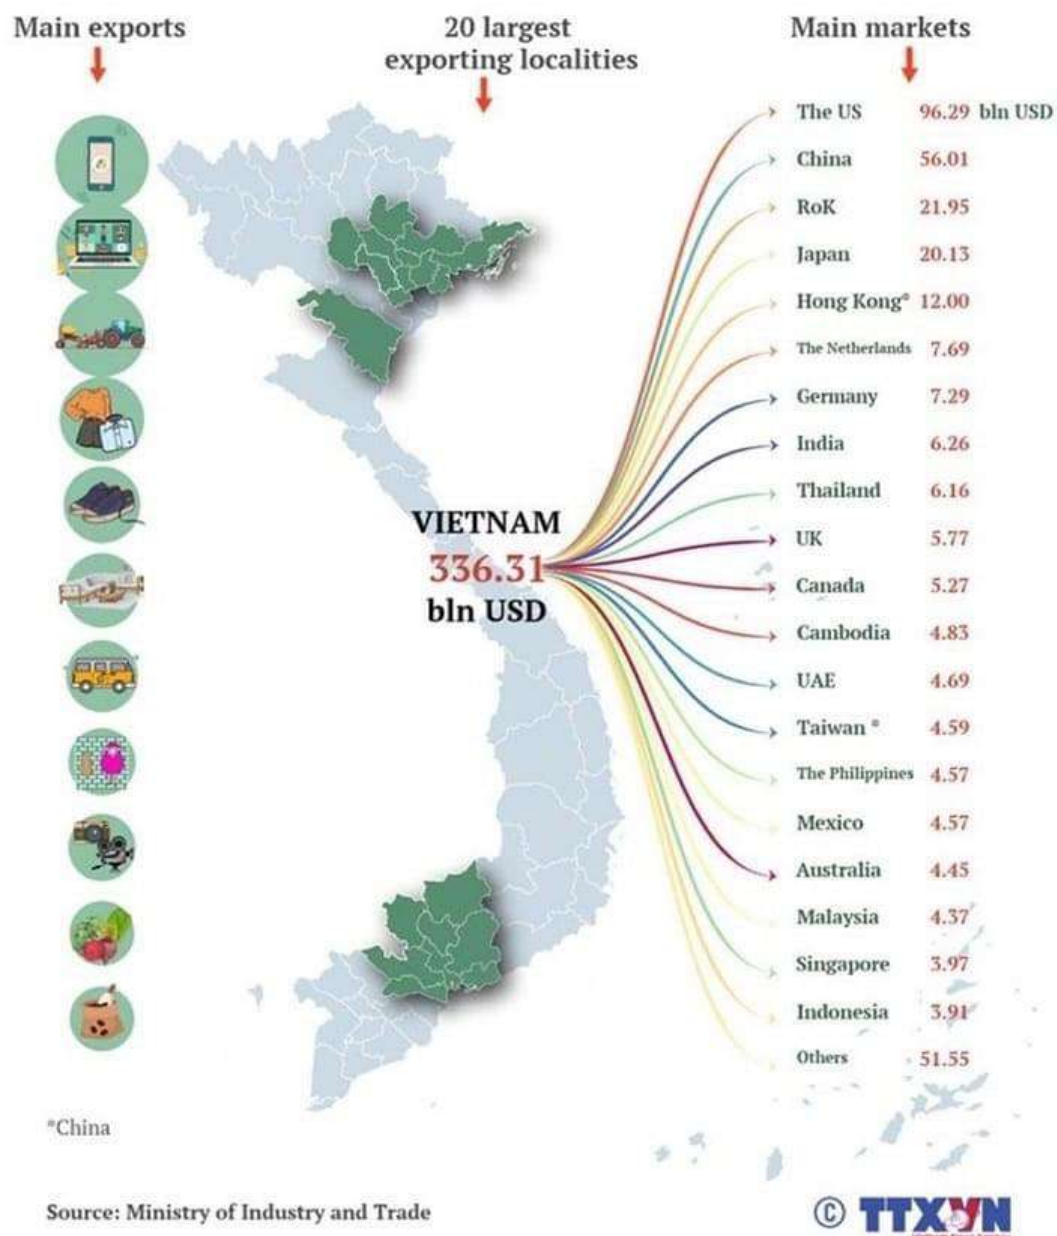 Main exports
20 largest
exporting localities
Main markets
The US 96.29 bln USD
China 56.01
RoK 21.95
Japan 20.13
Hong Kong* 12.00
The Netherlands 7.69
Germany 7.29
India 6.26
Thailand 6.16
UK 5.77
Canada 5.27
Cambodia 4.83
UAE 4.69
Taiwan * 4.59
The Philippines 4.57
Mexico 4.57
Australia 4.45
Malaysia 4.37
Singapore 3.97
Indonesia 3.91
Others 51.55
VIETNAM
336.31
bln USD
*China
Source: Ministry of Industry and Trade
© TTXVN